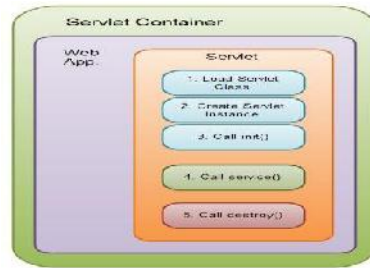 Servlet Container
Web
App.
Servlet
1. Load Servlet
Class
2. Create Servlet
Instance
3. Call init()
4. Call service()
5. Call destroy()